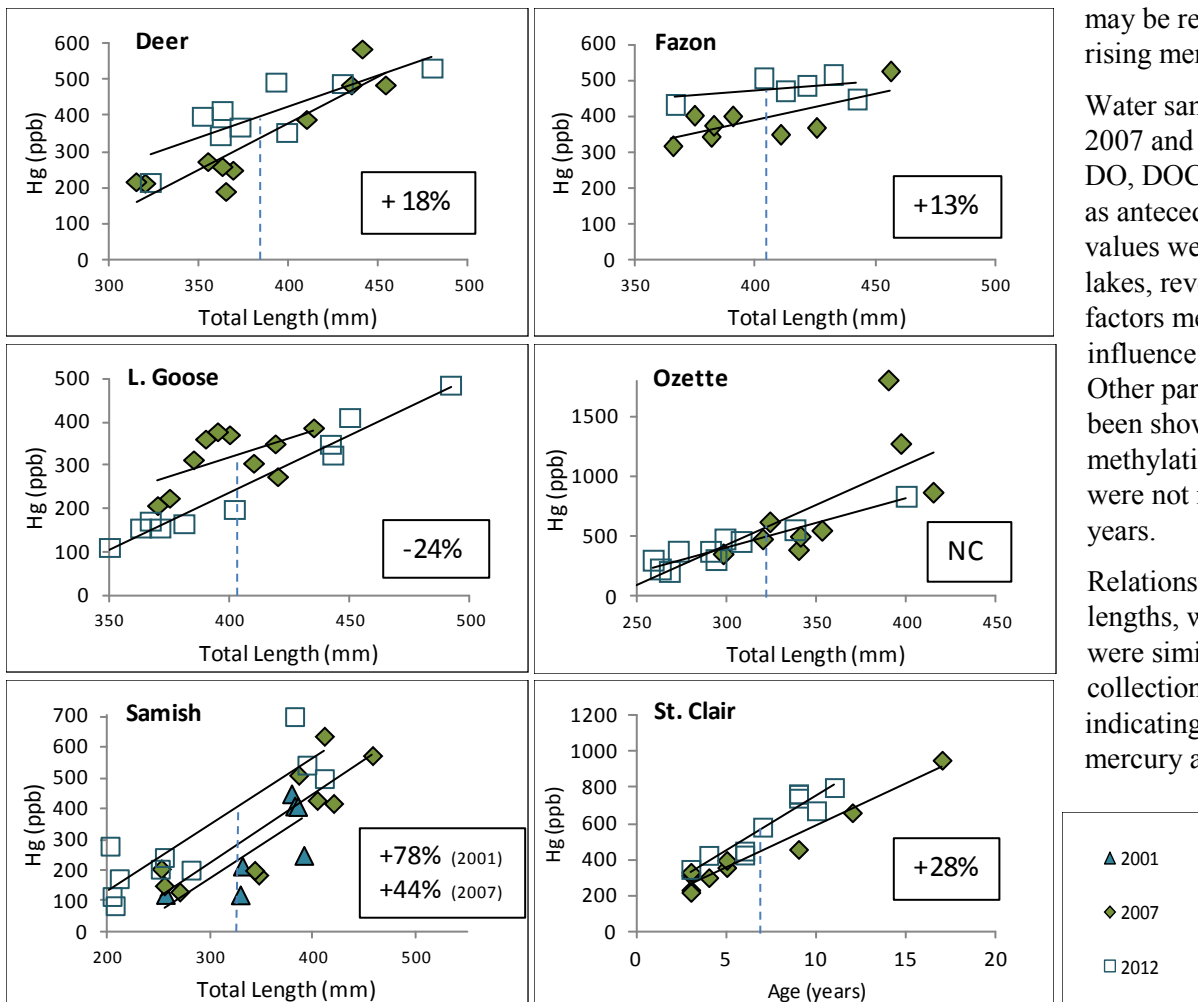 Deer
Hg (ppb)
600
500
400
300
200
100
0
300
350
400
450
500
Total Length (mm)
+ 18%
Fazon
Hg (ppb)
600
500
400
300
200
100
0
350
400
450
500
Total Length (mm)
+13%
L. Goose
Hg (ppb)
500
400
300
200
100
0
350
400
450
500
Total Length (mm)
-24%
Ozette
Hg (ppb)
1500
1000
500
0
250
300
350
400
450
Total Length (mm)
NC
Samish
Hg (ppb)
700
600
500
400
300
200
100
0
200
300
400
500
Total Length (mm)
+78% (2001)
+44% (2007)
St. Clair
Hg (ppb)
1200
1000
800
600
400
200
0
0
5
10
15
20
Age (years)
+28%
may be re
rising mer
Water sar
2007 and
DO, DOC
as anteced
values we
lakes, rev
factors me
influence
Other par
been show
methylati
were not
years.
Relations
lengths, w
were simi
collection
indicating
mercury a
2001
2007
2012